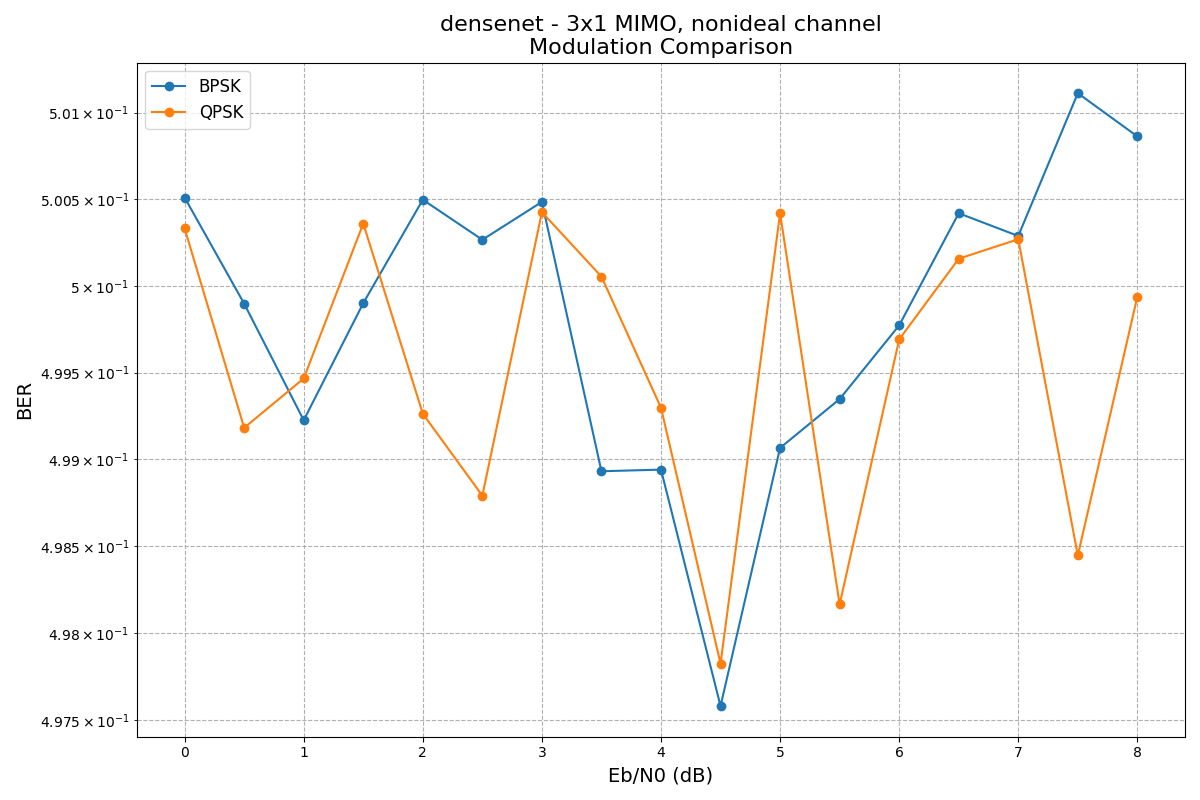 densenet - 3x1 MIMO, nonideal channel
Modulation Comparison
BPSK
QPSK
BER
5.01 × 10⁻¹
5.005 × 10⁻¹
5 × 10⁻¹
4.995 × 10⁻¹
4.99 × 10⁻¹
4.985 × 10⁻¹
4.98 × 10⁻¹
4.975 × 10⁻¹
0 1 2 3 4 5 6 7 8
Eb/N0 (dB)